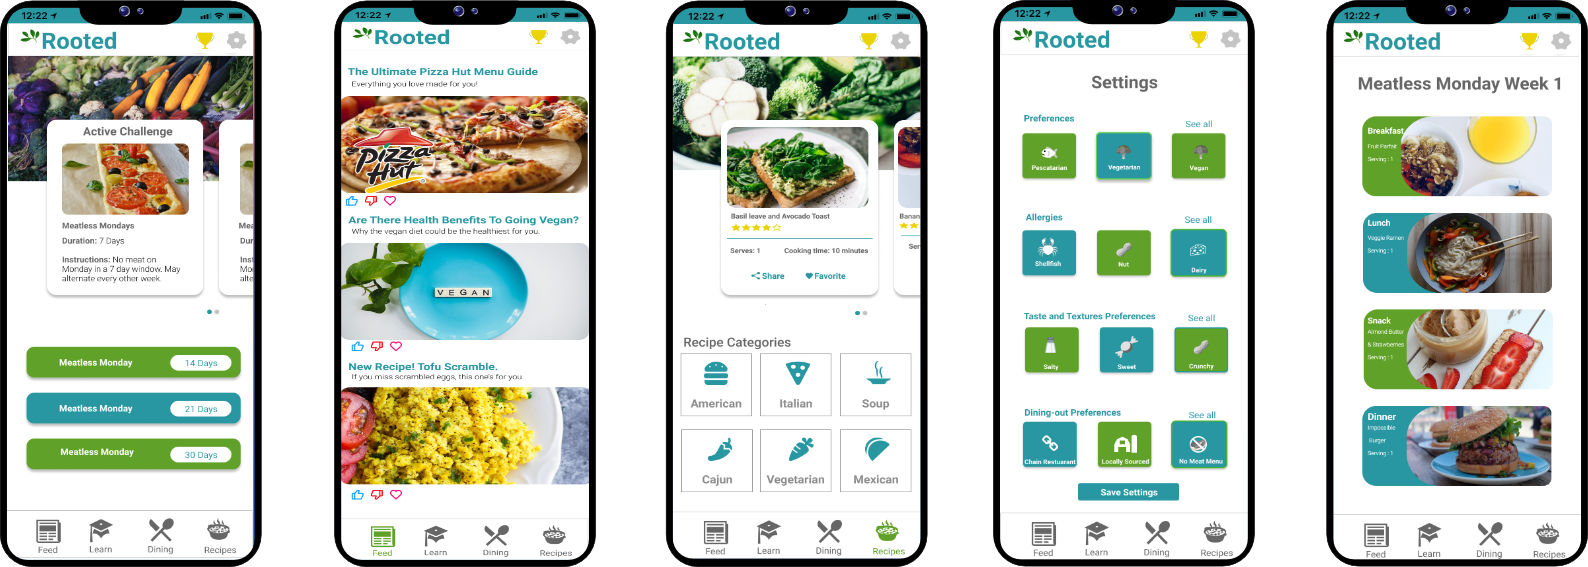 12:22
Rooted
Active Challenge
Meatless Mondays
Duration: 7 Days
Instructions: No meat on
Monday in a 7 day window. May
alternate every other week.
Mea
Dur
Inst
Mo
alte
Meatless Monday
14 Days
Meatless Monday
21 Days
Meatless Monday
30 Days
Feed
Learn
Dining
Recipes
12:22
Rooted
The Ultimate Pizza Hut Menu Guide
Everything you love made for you!
Pizza
Hut
Are There Health Benefits To Going Vegan?
Why the vegan diet could be the healthiest for you.
VEGAN
New Recipe! Tofu Scramble.
If you miss scrambled eggs, this one's for you.
Feed
Learn
Dining
Recipes
12:22
Rooted
Basil leave and Avocado Toast
Serves: 1
Cooking time: 10 minutes
Share
Favorite
Banan
Ser
Recipe Categories
American
Italian
Soup
Cajun
Vegetarian
Mexican
Feed
Learn
Dining
Recipes
12:22
Rooted
Settings
Preferences
See all
Pescatarian
Vegetarian
Vegan
Allergies
See all
Shellfish
Nut
Dairy
Taste and Textures Preferences
See all
Salty
Sweet
Crunchy
Dining-out Preferences
See all
Chain Restuarant
AI
Locally Sourced
No Meat Menu
Save Settings
Feed
Learn
Dining
Recipes
12:22
Rooted
Meatless Monday Week 1
Breakfast
Fruit Parfait
Serving : 1
Lunch
Veggie Ramen
Serving : 1
Snack
Almond Butter
& Strawberries
Serving : 1
Dinner
Impossible
Burger
Serving : 1
Feed
Learn
Dining
Recipes